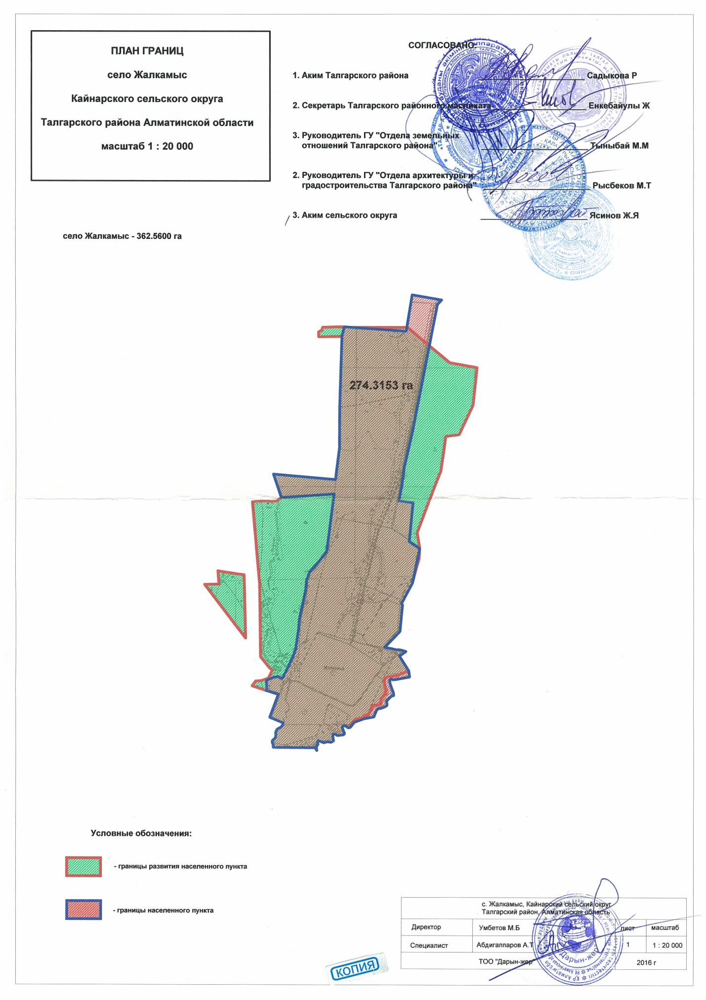 ПЛАН ГРАНИЦ
село Жалкамыс
Кайнарского сельского округа
Талгарского района Алматинской области
масштаб 1 : 20 000
СОГЛАСОВАНО:
1. Аким Талгарского района Садыкова Р
2. Секретарь Талгарского районного маслихата Енкебайулы Ж
3. Руководитель ГУ "Отдела земельных
отношений Талгарского района" Тыныбай М.М
2. Руководитель ГУ "Отдела архитектуры и
градостроительства Талгарского района" Рысбеков М.Т
3. Аким сельского округа Ясинов Ж.Я
село Жалкамыс - 362.5600 га
274.3153 га
Жалкамыс
Условные обозначения:
- границы развития населенного пункта
- границы населенного пункта
с. Жалкамыс, Кайнарский сельский округ
Талгарский район, Алматинская область
Директор Умбетов М.Б лист масштаб
Специалист Абдигаппаров А.Т 1 1 : 20 000
ТОО "Дарын-жер" 2016 г
"Дарын-жер"
КОПИЯ